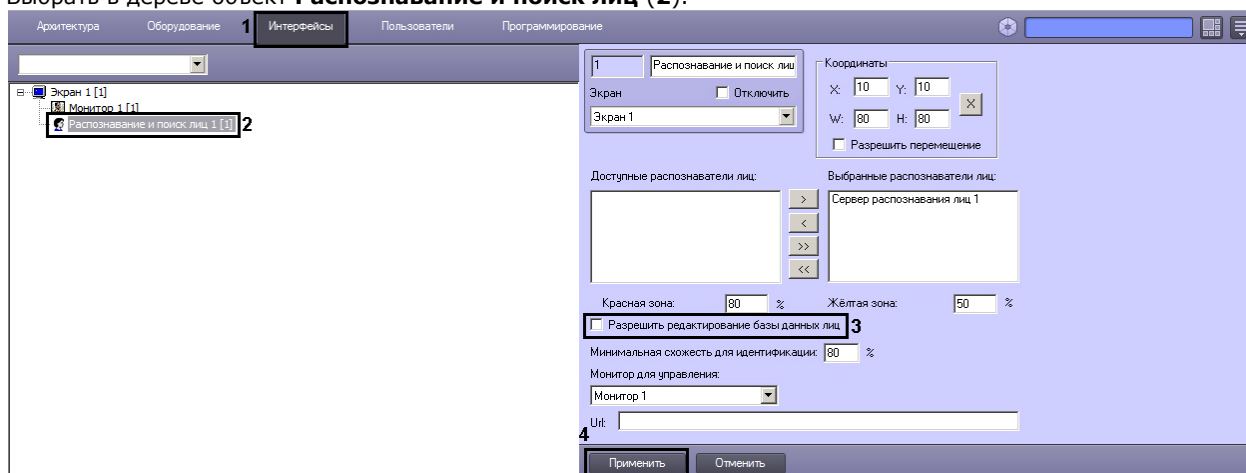 Выбрать в дереве объект Распознавание и поиск лиц (2).
Архитектура Оборудование 1 Интерфейсы Пользователи Программирование
1 Распознавание и поиск лиц
Экран Отключить
Экран 1
Координаты
X: 10 Y: 10
W: 80 H: 80
X
Разрешить перемещение
Экран 1 [1]
Монитор 1 [1]
Распознавание и поиск лиц 1 [1] 2
Доступные распознаватели лиц: Выбранные распознаватели лиц:
Сервер распознавания лиц 1
>
<
>>
<<
Красная зона: 80 % Жёлтая зона: 50 %
Разрешить редактирование базы данных лиц 3
Минимальная схожесть для идентификации: 80 %
Монитор для управления:
Монитор 1
Url:
4
Применить Отменить